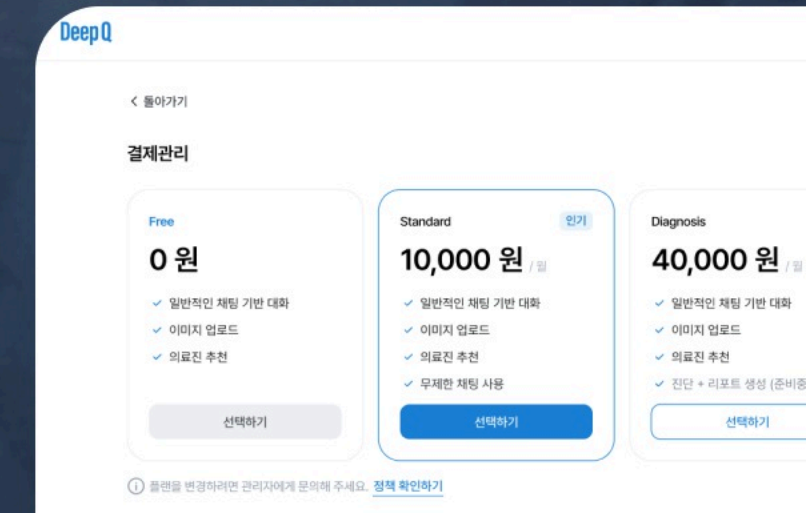 DeepQ
돌아가기
결제관리
Free
0 원
일반적인 채팅 기반 대화
이미지 업로드
의료진 추천
선택하기
Standard
인기
10,000 원 / 월
일반적인 채팅 기반 대화
이미지 업로드
의료진 추천
무제한 채팅 사용
선택하기
Diagnosis
40,000 원 / 월
일반적인 채팅 기반 대화
이미지 업로드
의료진 추천
진단 + 리포트 생성 (준비중
선택하기
플랜을 변경하려면 관리자에게 문의해 주세요. 정책 확인하기